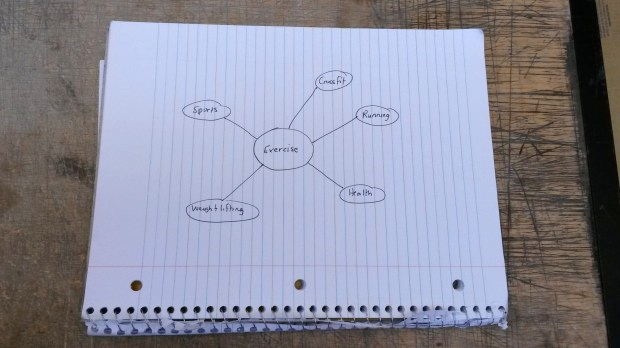 Crossfit
Sports
Running
Exercise
Health
Weight lifting